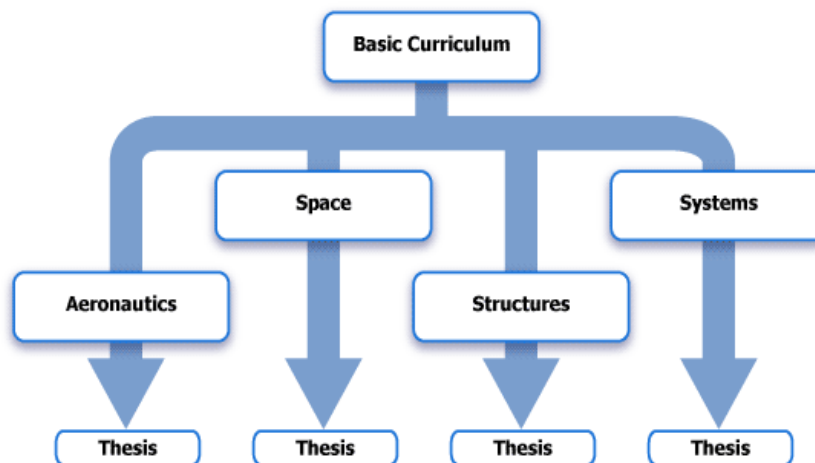 Basic Curriculum
Space
Systems
Aeronautics
Structures
Thesis
Thesis
Thesis
Thesis